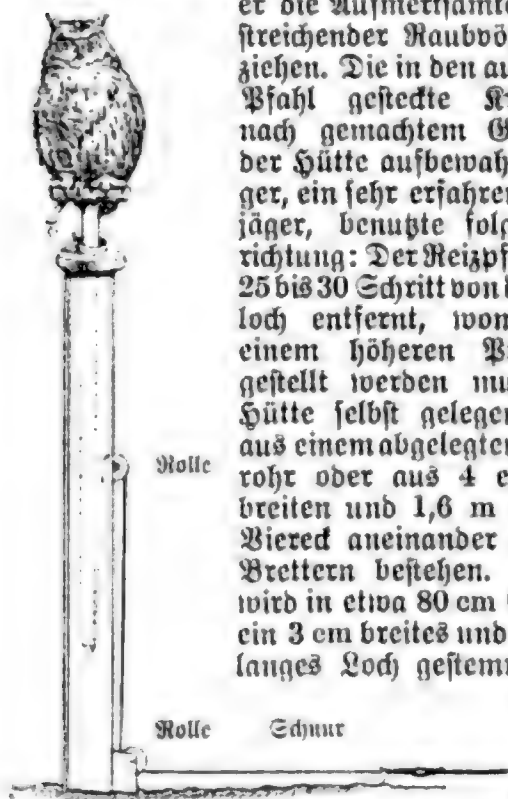 er die Aufmerksamke
streichender Raubvö
ziehen. Die in den au
Pfahl gesteckte K
nach gemachtem G
der Hütte aufbewah
ger, ein sehr erfahren
jäger, benutzte folg
richtung: Der Reizpf
25 bis 30 Schritt von
loch entfernt, wom
einem höheren P
gestellt werden mu
Hütte selbst gelegen
aus einem abgelegten
rohr oder aus 4 e
breiten und 1,6 m
Viereck aneinander
Brettern bestehen.
wird in etwa 80 cm
ein 3 cm breites und
langes Loch gestemm
Rolle
Rolle Schnur